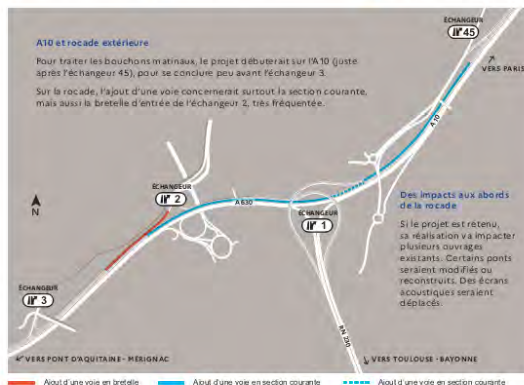 ÉCHANGEUR
45
A10 et rocade extérieure
Pour traiter les bouchons matinaux, le projet débuterait sur l'A10 (juste
après l'échangeur 45), pour se conclure peu avant l'échangeur 3.
Sur la rocade, l'ajout d'une voie concernerait surtout la section courante,
mais aussi la bretelle d'entrée de l'échangeur 2, très fréquentée.
VERS PARIS
A 10
ÉCHANGEUR
2
A630
N
ÉCHANGEUR
1
Des impacts aux abords
de la rocade
Si le projet est retenu,
sa réalisation va impacter
plusieurs ouvrages
existants. Certains ponts
seraient modifiés ou
reconstruits. Des écrans
acoustiques seraient
déplacés.
ÉCHANGEUR
3
RN 230
VERS PONT D'AQUITAINE - MÉRIGNAC
VERS TOULOUSE - BAYONNE
Ajout d'une voie en bretelle
Ajout d'une voie en section courante
Ajout d'une voie en section courante